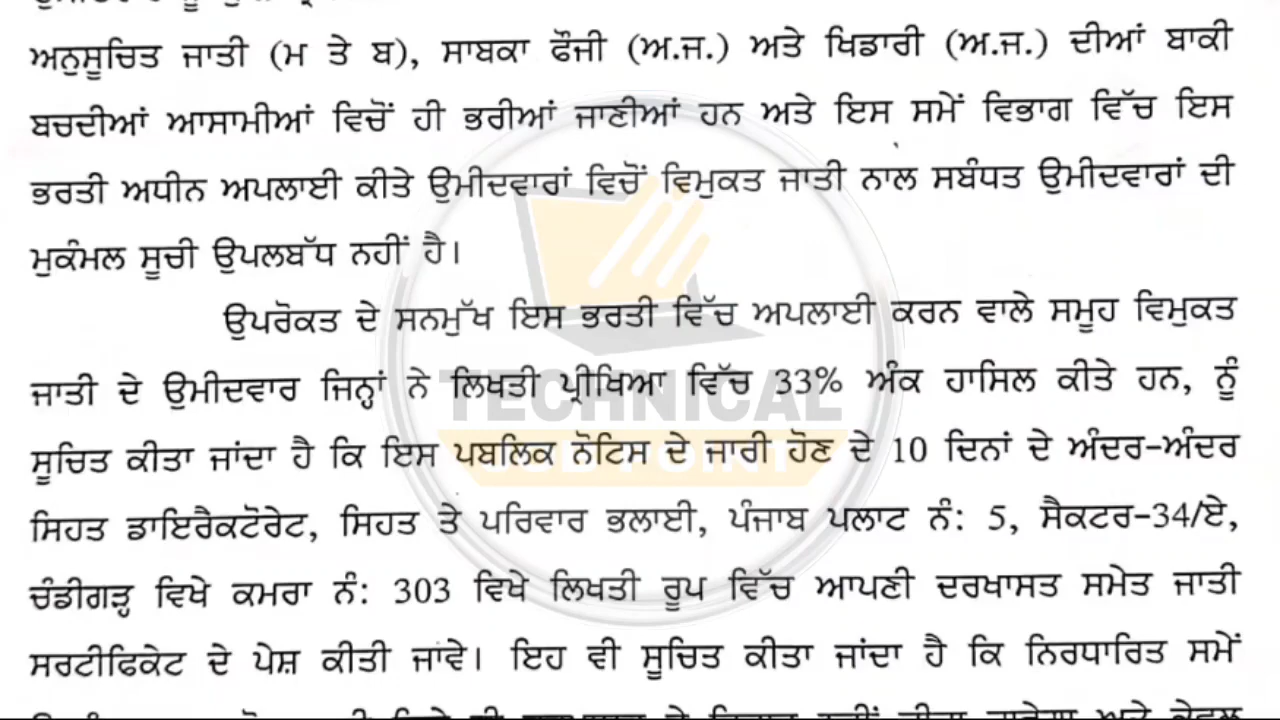 ਅਨੁਸੂਚਿਤ ਜਾਤੀ (ਮ ਤੇ ਬ), ਸਾਬਕਾ ਫੌਜੀ (ਅ.ਜ.) ਅਤੇ ਖਿਡਾਰੀ (ਅ.ਜ.) ਦੀਆਂ ਬਾਕੀ
ਬਚਦੀਆਂ ਆਸਾਮੀਆਂ ਵਿਚੋਂ ਹੀ ਭਰੀਆਂ ਜਾਣੀਆਂ ਹਨ ਅਤੇ ਇਸ ਸਮੇਂ ਵਿਭਾਗ ਵਿੱਚ ਇਸ
ਭਰਤੀ ਅਧੀਨ ਅਪਲਾਈ ਕੀਤੇ ਉਮੀਦਵਾਰਾਂ ਵਿਚੋਂ ਵਿਮੁਕਤ ਜਾਤੀ ਨਾਲ ਸਬੰਧਤ ਉਮੀਦਵਾਰਾਂ ਦੀ
ਮੁਕੰਮਲ ਸੂਚੀ ਉਪਲਬੱਧ ਨਹੀਂ ਹੈ।
ਉਪਰੋਕਤ ਦੇ ਸਨਮੁੱਖ ਇਸ ਭਰਤੀ ਵਿੱਚ ਅਪਲਾਈ ਕਰਨ ਵਾਲੇ ਸਮੂਹ ਵਿਮੁਕਤ
ਜਾਤੀ ਦੇ ਉਮੀਦਵਾਰ ਜਿਨ੍ਹਾਂ ਨੇ ਲਿਖਤੀ ਪ੍ਰੀਖਿਆ ਵਿੱਚ 33% ਅੰਕ ਹਾਸਿਲ ਕੀਤੇ ਹਨ, ਨੂੰ
TECHNICAL
ਸੂਚਿਤ ਕੀਤਾ ਜਾਂਦਾ ਹੈ ਕਿ ਇਸ ਪਬਲਿਕ ਨੋਟਿਸ ਦੇ ਜਾਰੀ ਹੋਣ ਦੇ 10 ਦਿਨਾਂ ਦੇ ਅੰਦਰ-ਅੰਦਰ
JOB POINT
ਸਿਹਤ ਡਾਇਰੈਕਟੋਰੇਟ, ਸਿਹਤ ਤੇ ਪਰਿਵਾਰ ਭਲਾਈ, ਪੰਜਾਬ ਪਲਾਟ ਨੰ: 5, ਸੈਕਟਰ-34/ਏ,
ਚੰਡੀਗੜ੍ਹ ਵਿਖੇ ਕਮਰਾ ਨੰ: 303 ਵਿਖੇ ਲਿਖਤੀ ਰੂਪ ਵਿੱਚ ਆਪਣੀ ਦਰਖਾਸਤ ਸਮੇਤ ਜਾਤੀ
ਸਰਟੀਫਿਕੇਟ ਦੇ ਪੇਸ਼ ਕੀਤੀ ਜਾਂਵੇ। ਇਹ ਵੀ ਸੂਚਿਤ ਕੀਤਾ ਜਾਂਦਾ ਹੈ ਕਿ ਨਿਰਧਾਰਿਤ ਸਮੇਂ